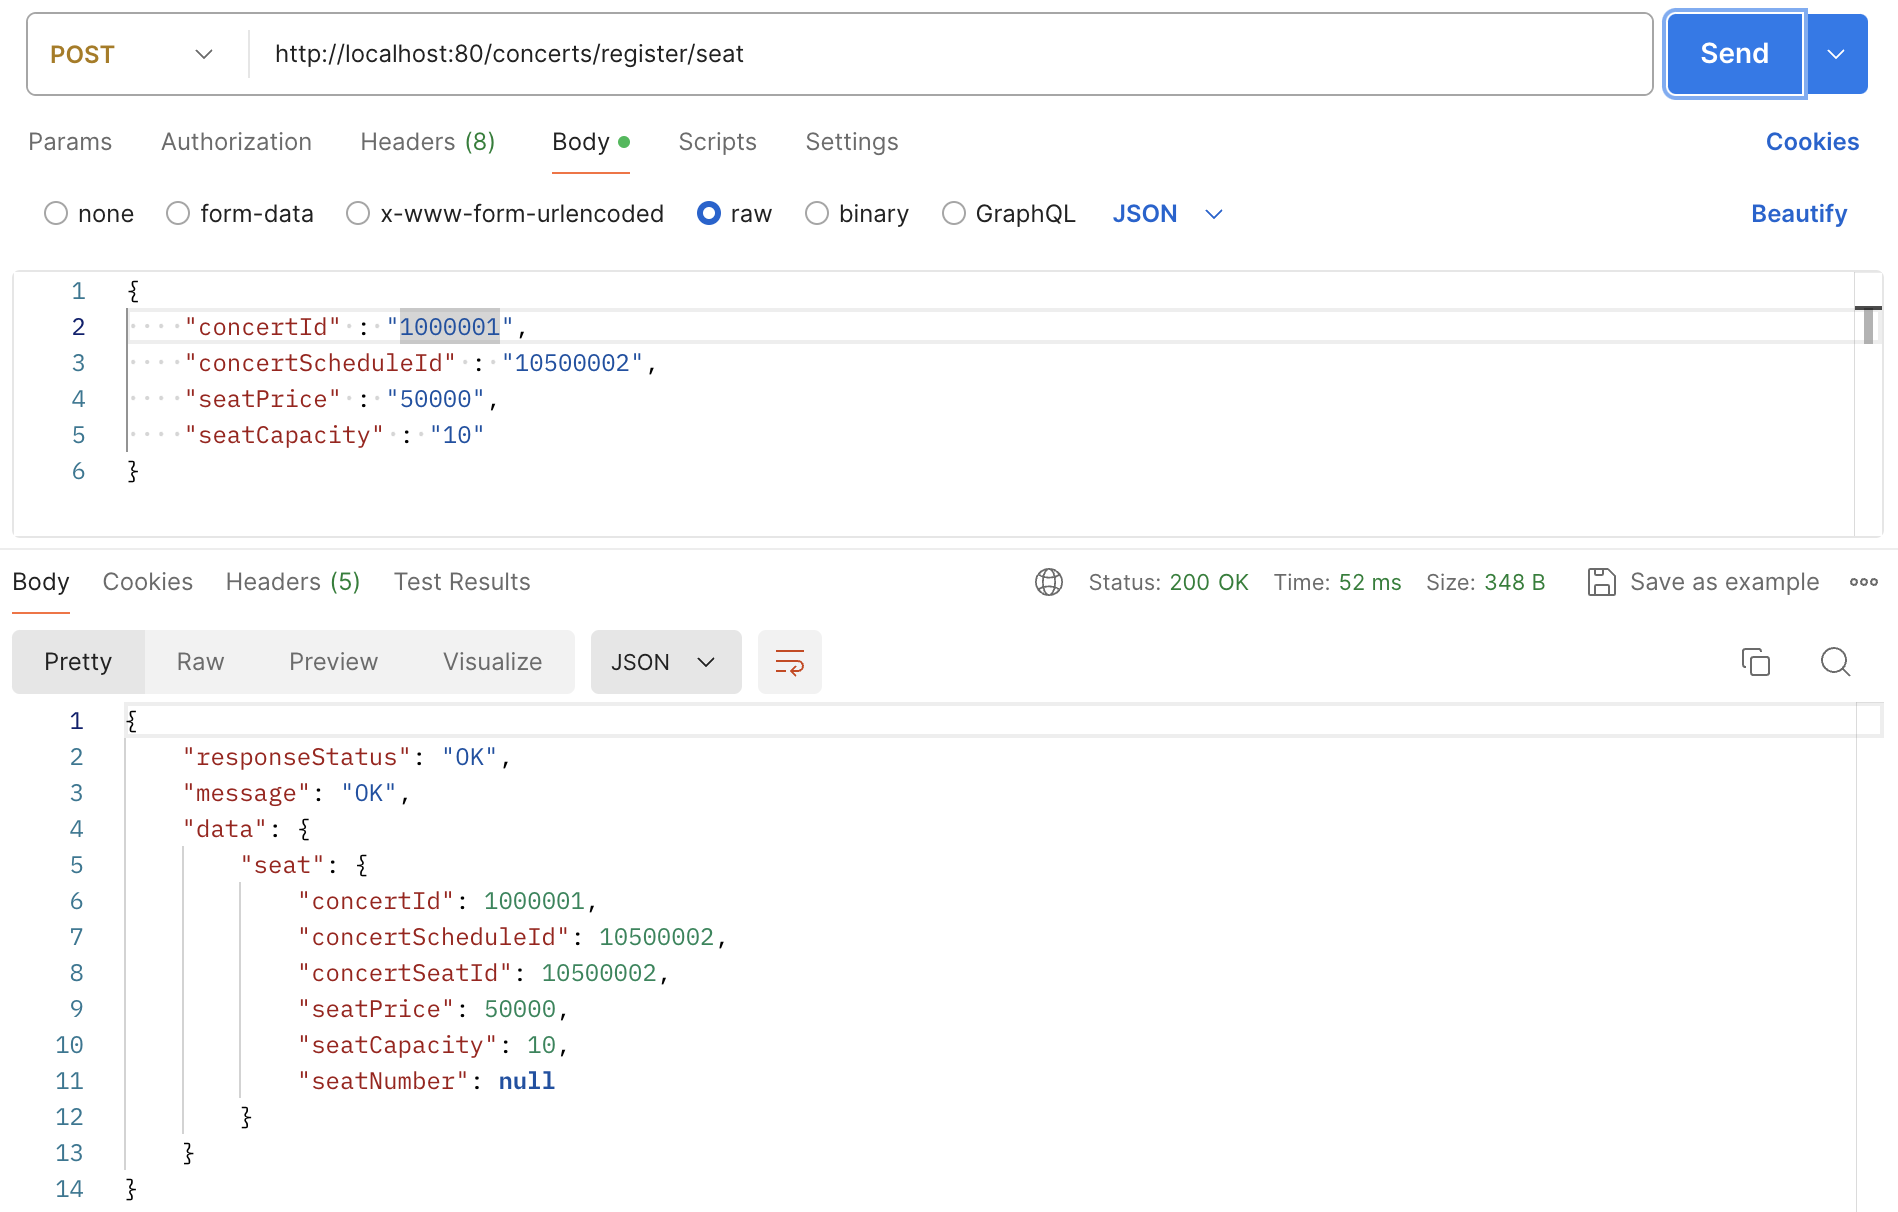 POST http://localhost:80/concerts/register/seat Send
Params Authorization Headers (8) Body Scripts Settings Cookies
none form-data x-www-form-urlencoded raw binary GraphQL JSON Beautify
1 {
2 "concertId" : "1000001",
3 "concertScheduleId" : "10500002",
4 "seatPrice" : "50000",
5 "seatCapacity" : "10"
6 }
Body Cookies Headers (5) Test Results Status: 200 OK Time: 52 ms Size: 348 B Save as example
Pretty Raw Preview Visualize JSON
1 {
2 "responseStatus": "OK",
3 "message": "OK",
4 "data": {
5 "seat": {
6 "concertId": 1000001,
7 "concertScheduleId": 10500002,
8 "concertSeatId": 10500002,
9 "seatPrice": 50000,
10 "seatCapacity": 10,
11 "seatNumber": null
12 }
13 }
14 }